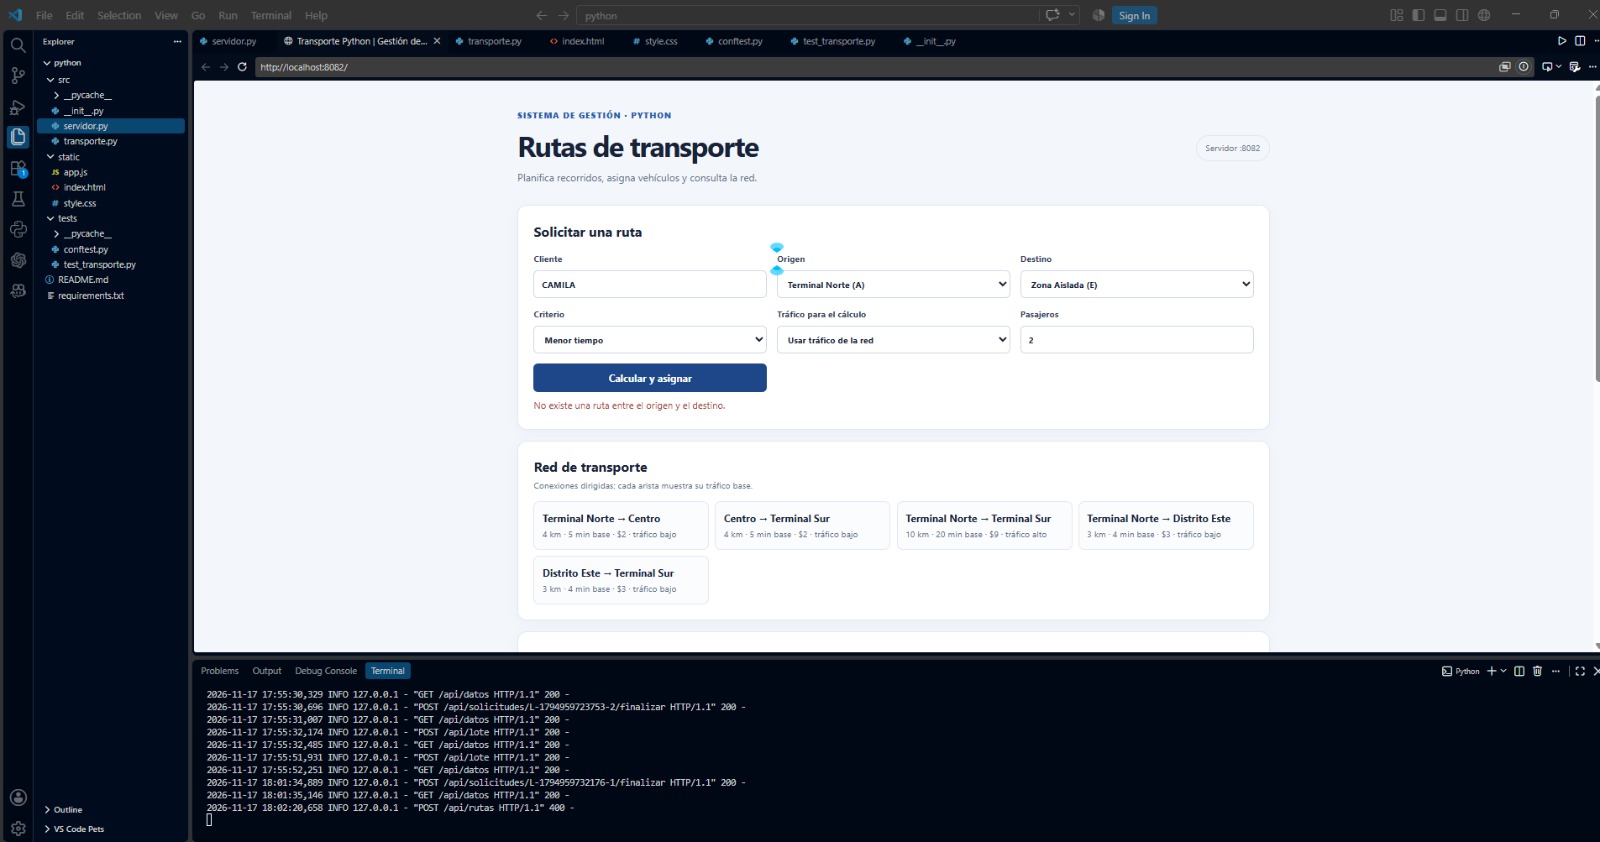 File Edit Selection View Go Run Terminal Help
python
Sign In
Explorer
servidor.py
Transporte Python | Gestión de...
transporte.py
index.html
style.css
conftest.py
test_transporte.py
__init__.py
http://localhost:8082/
python
src
__pycache__
__init__.py
servidor.py
transporte.py
static
JS app.js
index.html
# style.css
tests
__pycache__
conftest.py
test_transporte.py
README.md
requirements.txt
1
Outline
VS Code Pets
SISTEMA DE GESTIÓN · PYTHON
Rutas de transporte
Servidor :8082
Planifica recorridos, asigna vehículos y consulta la red.
Solicitar una ruta
Cliente Origen Destino
CAMILA Terminal Norte (A) Zona Aislada (E)
Criterio Tráfico para el cálculo Pasajeros
Menor tiempo Usar tráfico de la red 2
Calcular y asignar
No existe una ruta entre el origen y el destino.
Red de transporte
Conexiones dirigidas: cada arista muestra su tráfico base.
Terminal Norte → Centro
4 km · 5 min base · $2 · tráfico bajo
Centro → Terminal Sur
4 km · 5 min base · $2 · tráfico bajo
Terminal Norte → Terminal Sur
10 km · 20 min base · $9 · tráfico alto
Terminal Norte → Distrito Este
3 km · 4 min base · $3 · tráfico bajo
Distrito Este → Terminal Sur
3 km · 4 min base · $3 · tráfico bajo
Problems Output Debug Console Terminal
Python
2026-11-17 17:55:30,329 INFO 127.0.0.1 - "GET /api/datos HTTP/1.1" 200 -
2026-11-17 17:55:30,696 INFO 127.0.0.1 - "POST /api/solicitudes/L-1794959723753-2/finalizar HTTP/1.1" 200 -
2026-11-17 17:55:31,007 INFO 127.0.0.1 - "GET /api/datos HTTP/1.1" 200 -
2026-11-17 17:55:32,174 INFO 127.0.0.1 - "POST /api/lote HTTP/1.1" 200 -
2026-11-17 17:55:32,485 INFO 127.0.0.1 - "GET /api/datos HTTP/1.1" 200 -
2026-11-17 17:55:51,931 INFO 127.0.0.1 - "POST /api/lote HTTP/1.1" 200 -
2026-11-17 17:55:52,251 INFO 127.0.0.1 - "GET /api/datos HTTP/1.1" 200 -
2026-11-17 18:01:34,889 INFO 127.0.0.1 - "POST /api/solicitudes/L-1794959732176-1/finalizar HTTP/1.1" 200 -
2026-11-17 18:01:35,146 INFO 127.0.0.1 - "GET /api/datos HTTP/1.1" 200 -
2026-11-17 18:02:20,658 INFO 127.0.0.1 - "POST /api/rutas HTTP/1.1" 400 -